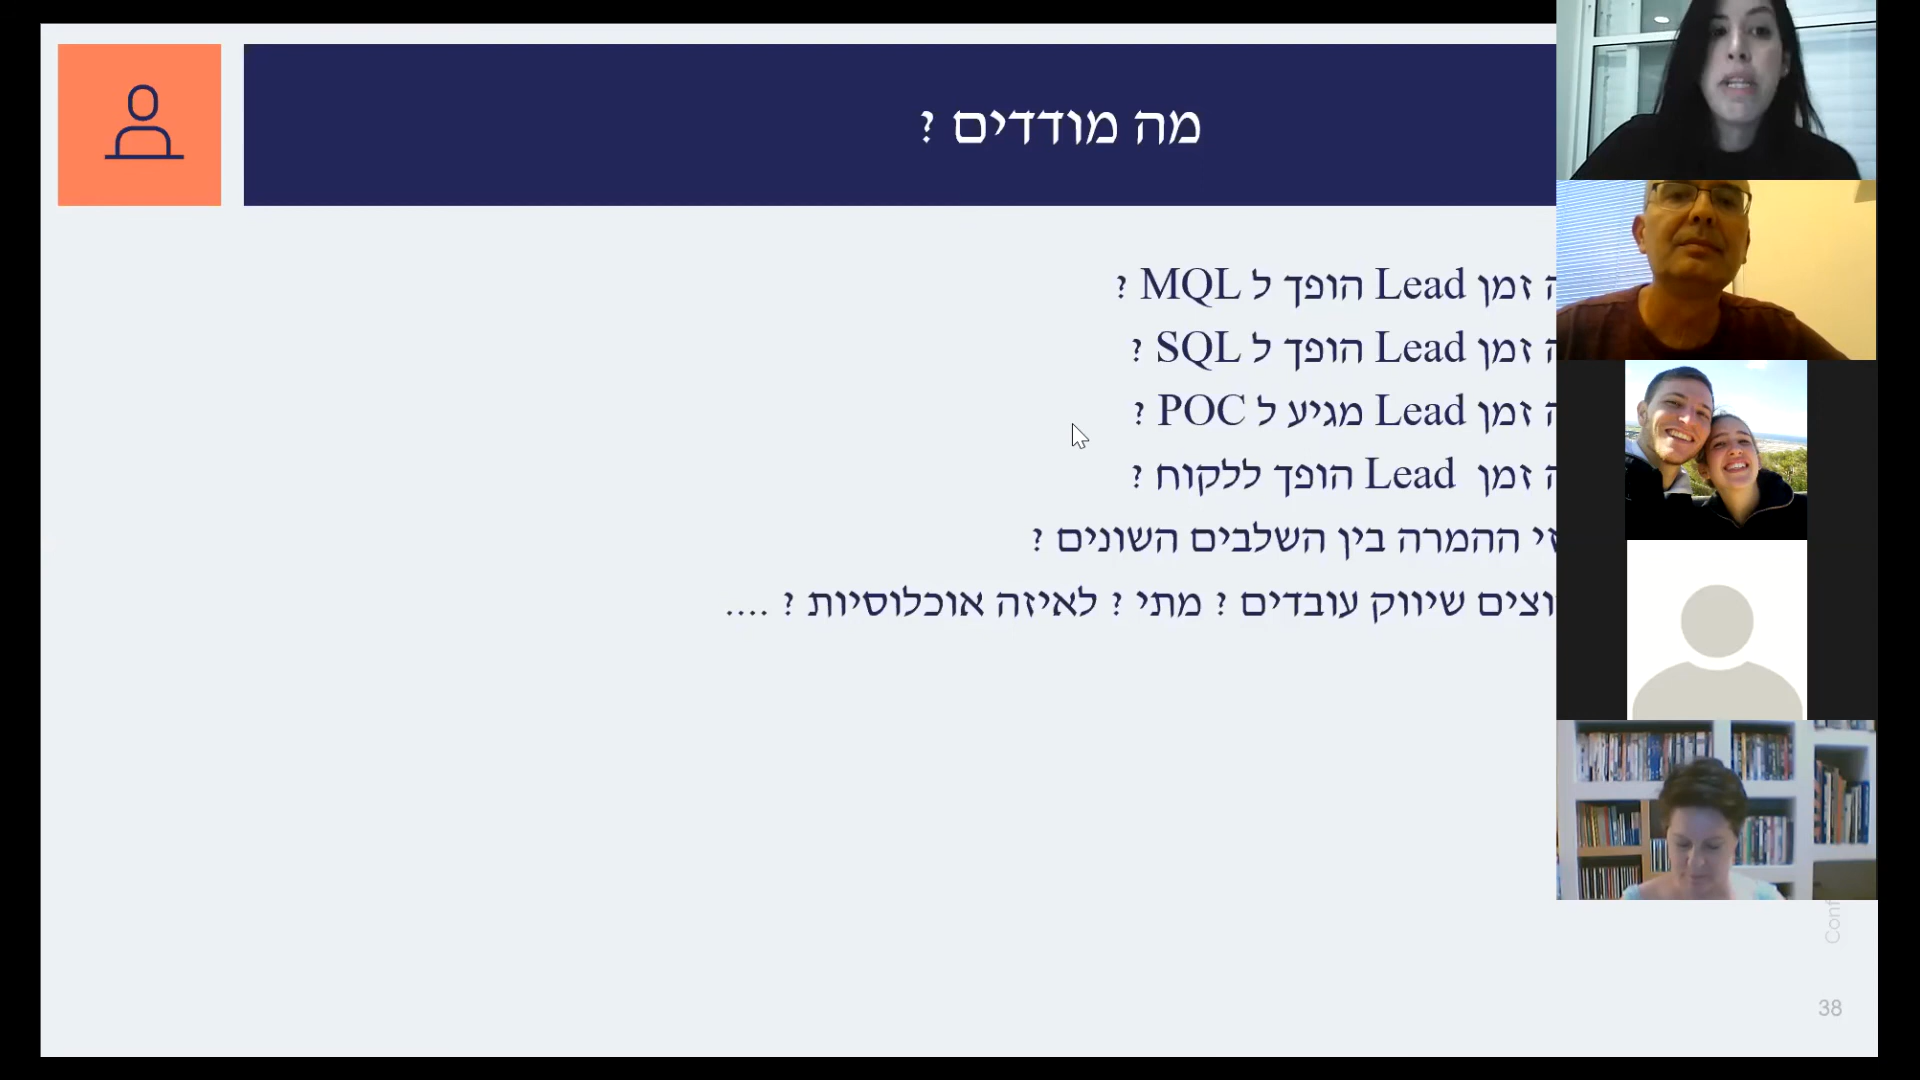 מה מודדים ?
זמן Lead הופך ל MQL ?
זמן Lead הופך ל SQL ?
זמן Lead מגיע ל POC ?
זמן Lead הופך ללקוח ?
ההמרה בין השלבים השונים ?
שיווק עובדים ? מתי ? לאיזה אוכלוסיות ? ....
38